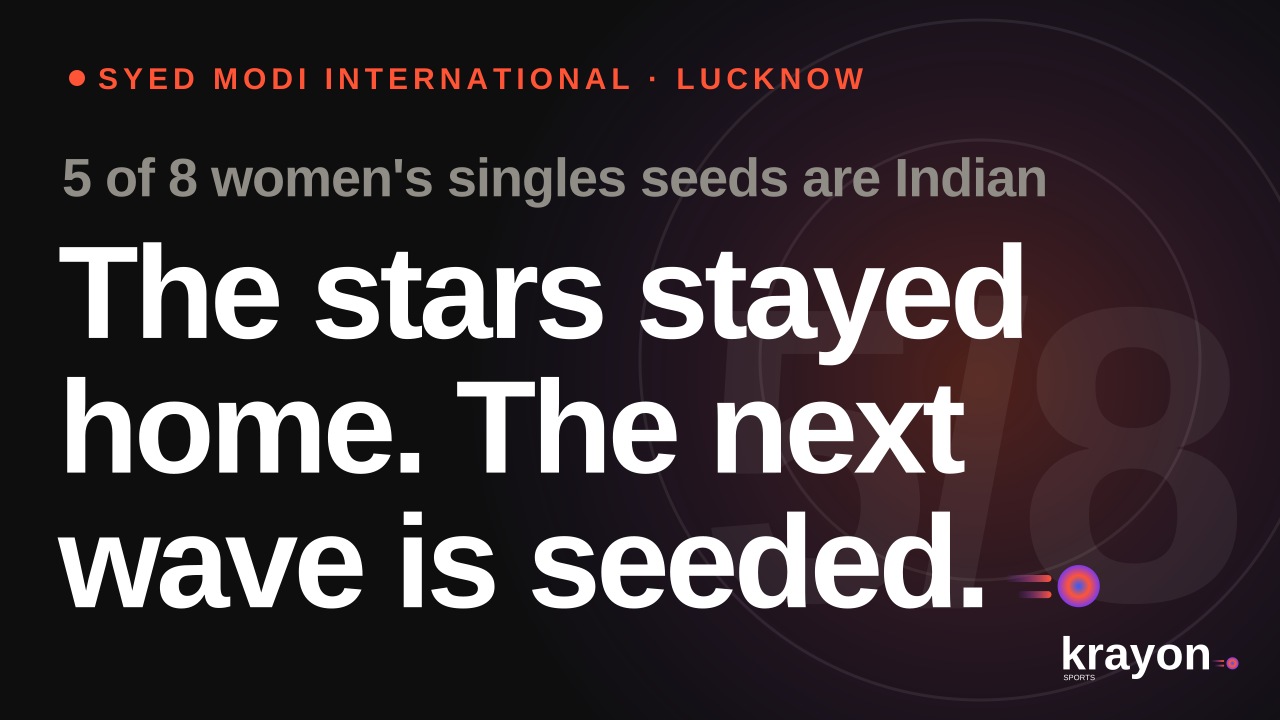 SYED MODI INTERNATIONAL · LUCKNOW
5 of 8 women's singles seeds are Indian
The stars stayed
home. The next
wave is seeded.
5/8
krayon
SPORTS